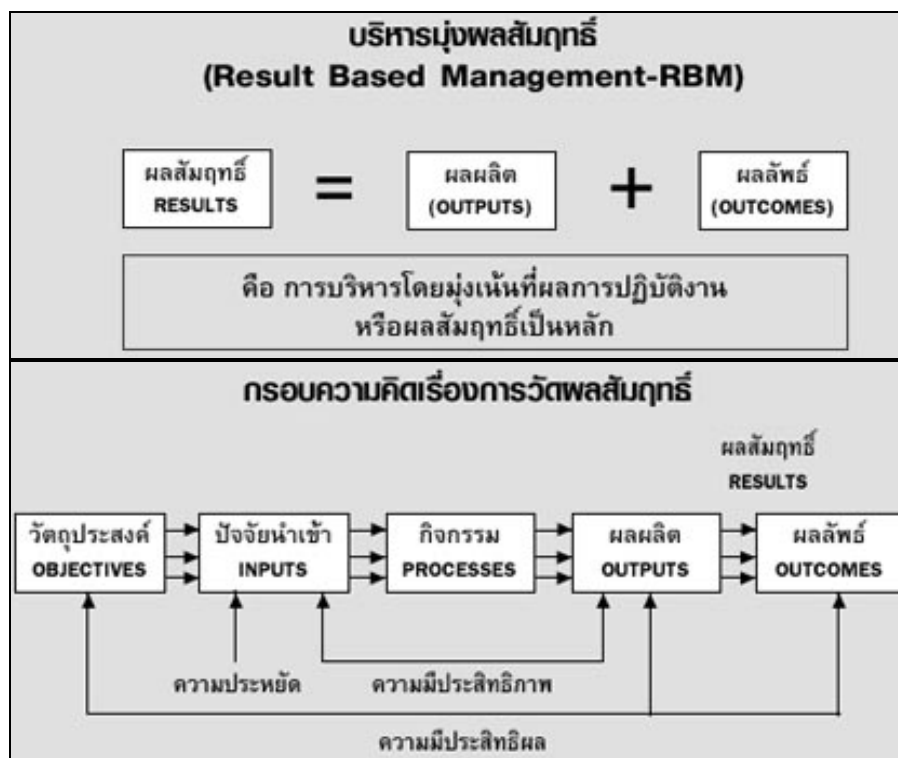 บริหารมุ่งผลสัมฤทธิ์
(Result Based Management-RBM)
ผลสัมฤทธิ์
RESULTS
=
ผลผลิต
(OUTPUTS)
+
ผลลัพธ์
(OUTCOMES)
คือ การบริหารโดยมุ่งเน้นที่ผลการปฏิบัติงาน
หรือผลสัมฤทธิ์เป็นหลัก
กรอบความคิดเรื่องการวัดผลสัมฤทธิ์
ผลสัมฤทธิ์
RESULTS
วัตถุประสงค์
OBJECTIVES
ปัจจัยนำเข้า
INPUTS
กิจกรรม
PROCESSES
ผลผลิต
OUTPUTS
ผลลัพธ์
OUTCOMES
ความประหยัด
ความมีประสิทธิภาพ
ความมีประสิทธิผล